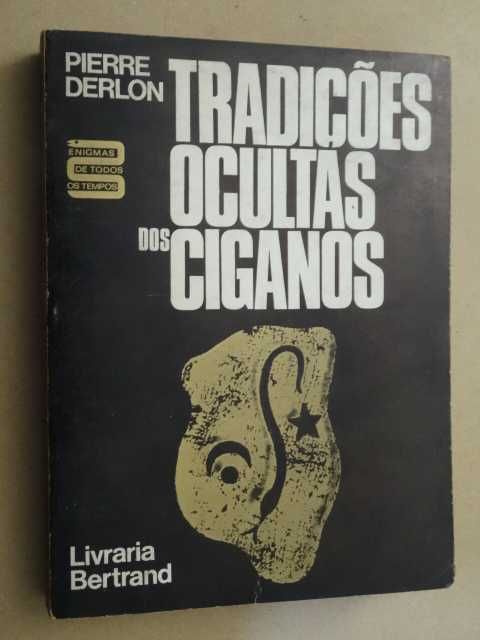 PIERRE
DERLON
TRADIÇÕES
OCULTAS
DOS CIGANOS
ENIGMAS
DE TODOS
OS TEMPOS
Livraria
Bertrand